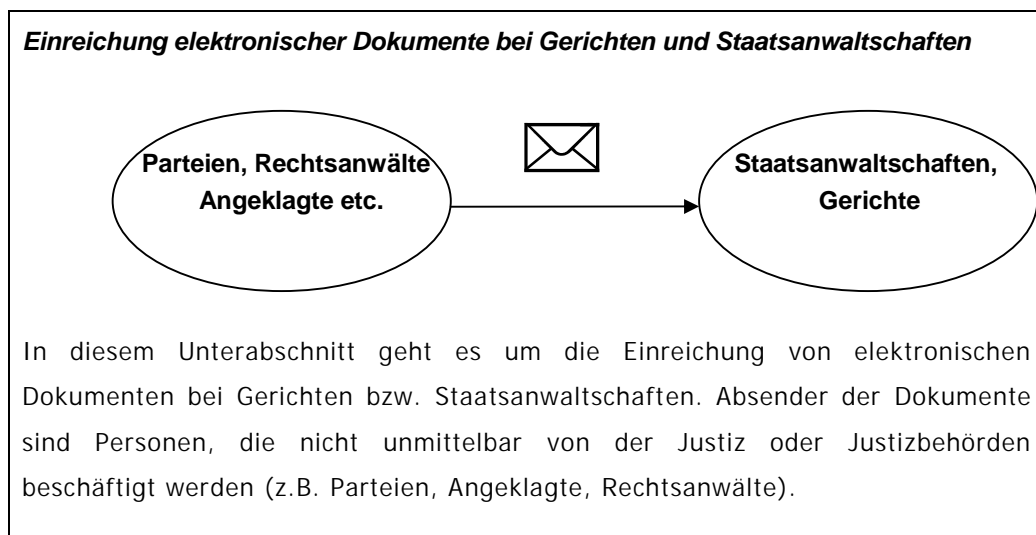 Einreichung elektronischer Dokumente bei Gerichten und Staatsanwaltschaften
Parteien, Rechtsanwälte
Angeklagte etc.
Staatsanwaltschaften,
Gerichte
In diesem Unterabschnitt geht es um die Einreichung von elektronischen
Dokumenten bei Gerichten bzw. Staatsanwaltschaften. Absender der Dokumente
sind Personen, die nicht unmittelbar von der Justiz oder Justizbehörden
beschäftigt werden (z.B. Parteien, Angeklagte, Rechtsanwälte).